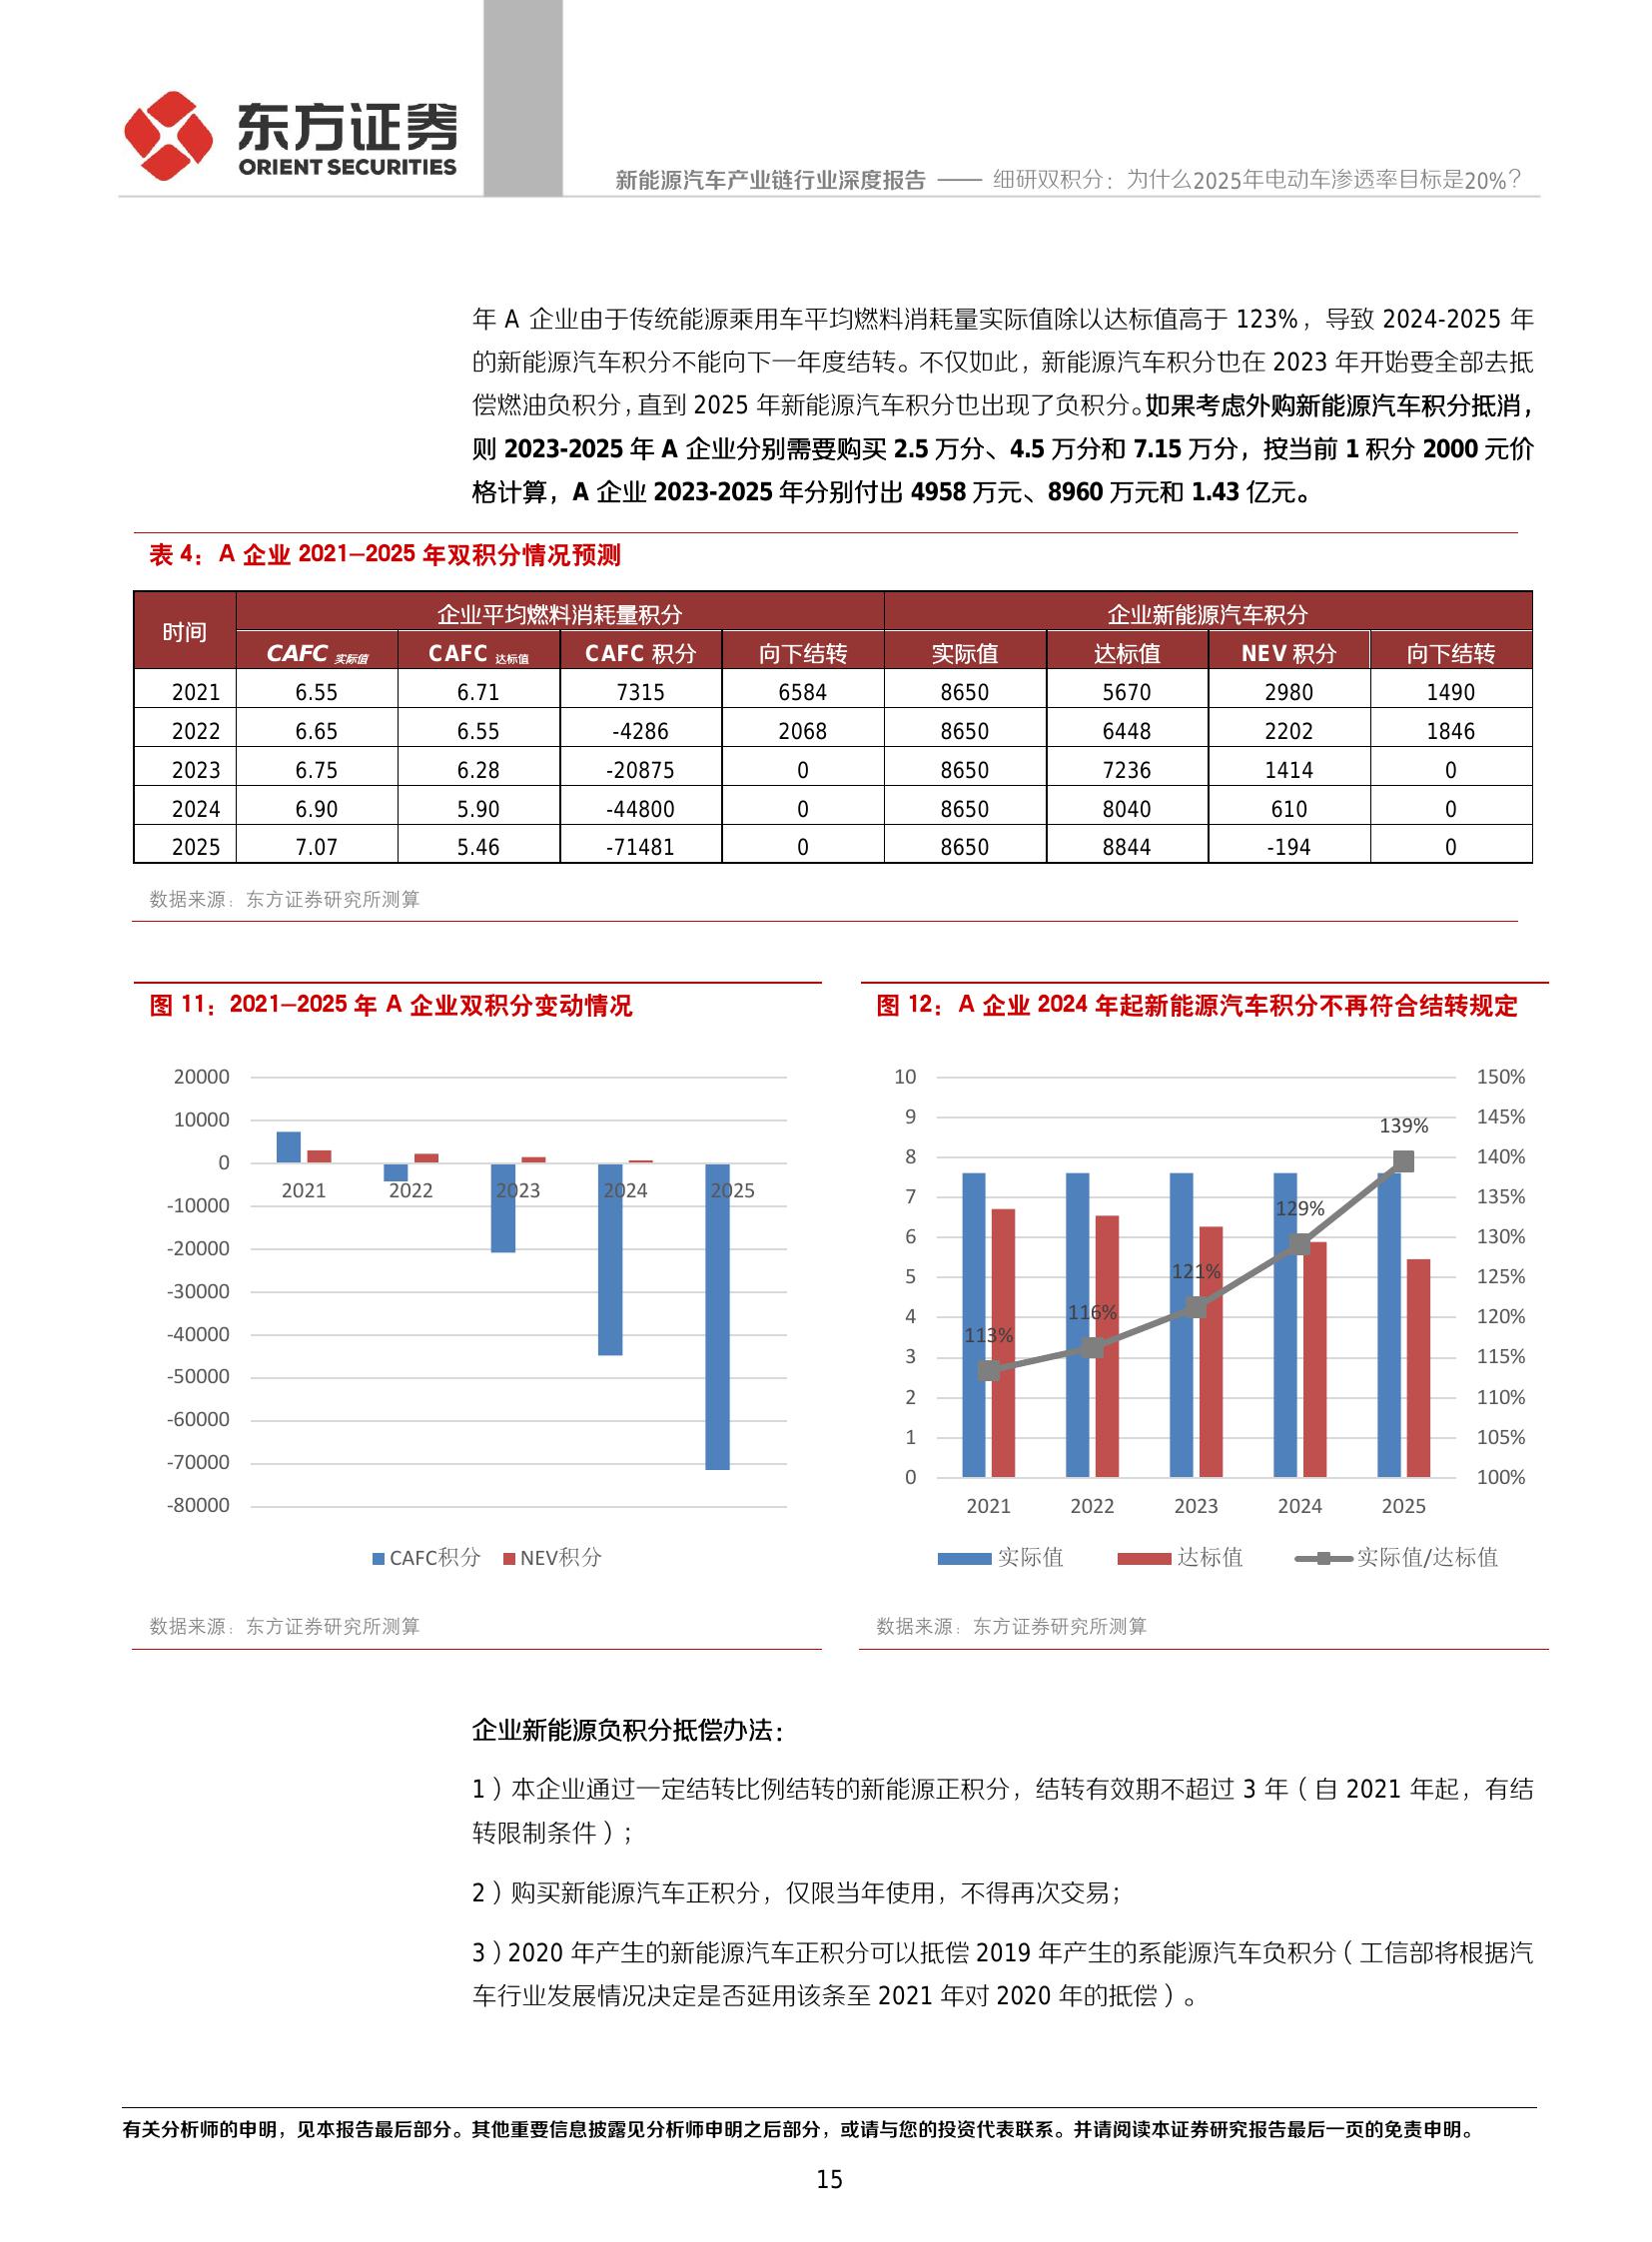 东方证券
ORIENT SECURITIES
新能源汽车产业链行业深度报告 —— 细研双积分：为什么2025年电动车渗透率目标是20%？
年 A 企业由于传统能源乘用车平均燃料消耗量实际值除以达标值高于 123%，导致 2024-2025 年
的新能源汽车积分不能向下一年度结转。不仅如此，新能源汽车积分也在 2023 年开始要全部去抵
偿燃油负积分，直到 2025 年新能源汽车积分也出现了负积分。如果考虑外购新能源汽车积分抵消，
则 2023-2025 年 A 企业分别需要购买 2.5 万分、4.5 万分和 7.15 万分，按当前 1 积分 2000 元价
格计算，A 企业 2023-2025 年分别付出 4958 万元、8960 万元和 1.43 亿元。
表 4：A 企业 2021-2025 年双积分情况预测
时间 企业平均燃料消耗量积分 企业新能源汽车积分
CAFC 实际值 CAFC 达标值 CAFC 积分 向下结转 实际值 达标值 NEV 积分 向下结转
2021 6.55 6.71 7315 6584 8650 5670 2980 1490
2022 6.65 6.55 -4286 2068 8650 6448 2202 1846
2023 6.75 6.28 -20875 0 8650 7236 1414 0
2024 6.90 5.90 -44800 0 8650 8040 610 0
2025 7.07 5.46 -71481 0 8650 8844 -194 0
数据来源：东方证券研究所测算
图 11：2021-2025 年 A 企业双积分变动情况
20000
10000
0
-10000
-20000
-30000
-40000
-50000
-60000
-70000
-80000
2021 2022 2023 2024 2025
CAFC积分 NEV积分
数据来源：东方证券研究所测算
图 12：A 企业 2024 年起新能源汽车积分不再符合结转规定
10 150%
9 145%
8 140%
7 135%
6 130%
5 125%
4 120%
3 115%
2 110%
1 105%
0 100%
113% 116% 121% 129% 139%
2021 2022 2023 2024 2025
实际值 达标值 实际值/达标值
数据来源：东方证券研究所测算
企业新能源负积分抵偿办法：
1）本企业通过一定结转比例结转的新能源正积分，结转有效期不超过 3 年（自 2021 年起，有结
转限制条件）；
2）购买新能源汽车正积分，仅限当年使用，不得再次交易；
3）2020 年产生的新能源汽车正积分可以抵偿 2019 年产生的系能源汽车负积分（工信部将根据汽
车行业发展情况决定是否延用该条至 2021 年对 2020 年的抵偿）。
有关分析师的申明，见本报告最后部分。其他重要信息披露见分析师申明之后部分，或请与您的投资代表联系。并请阅读本证券研究报告最后一页的免责申明。
15